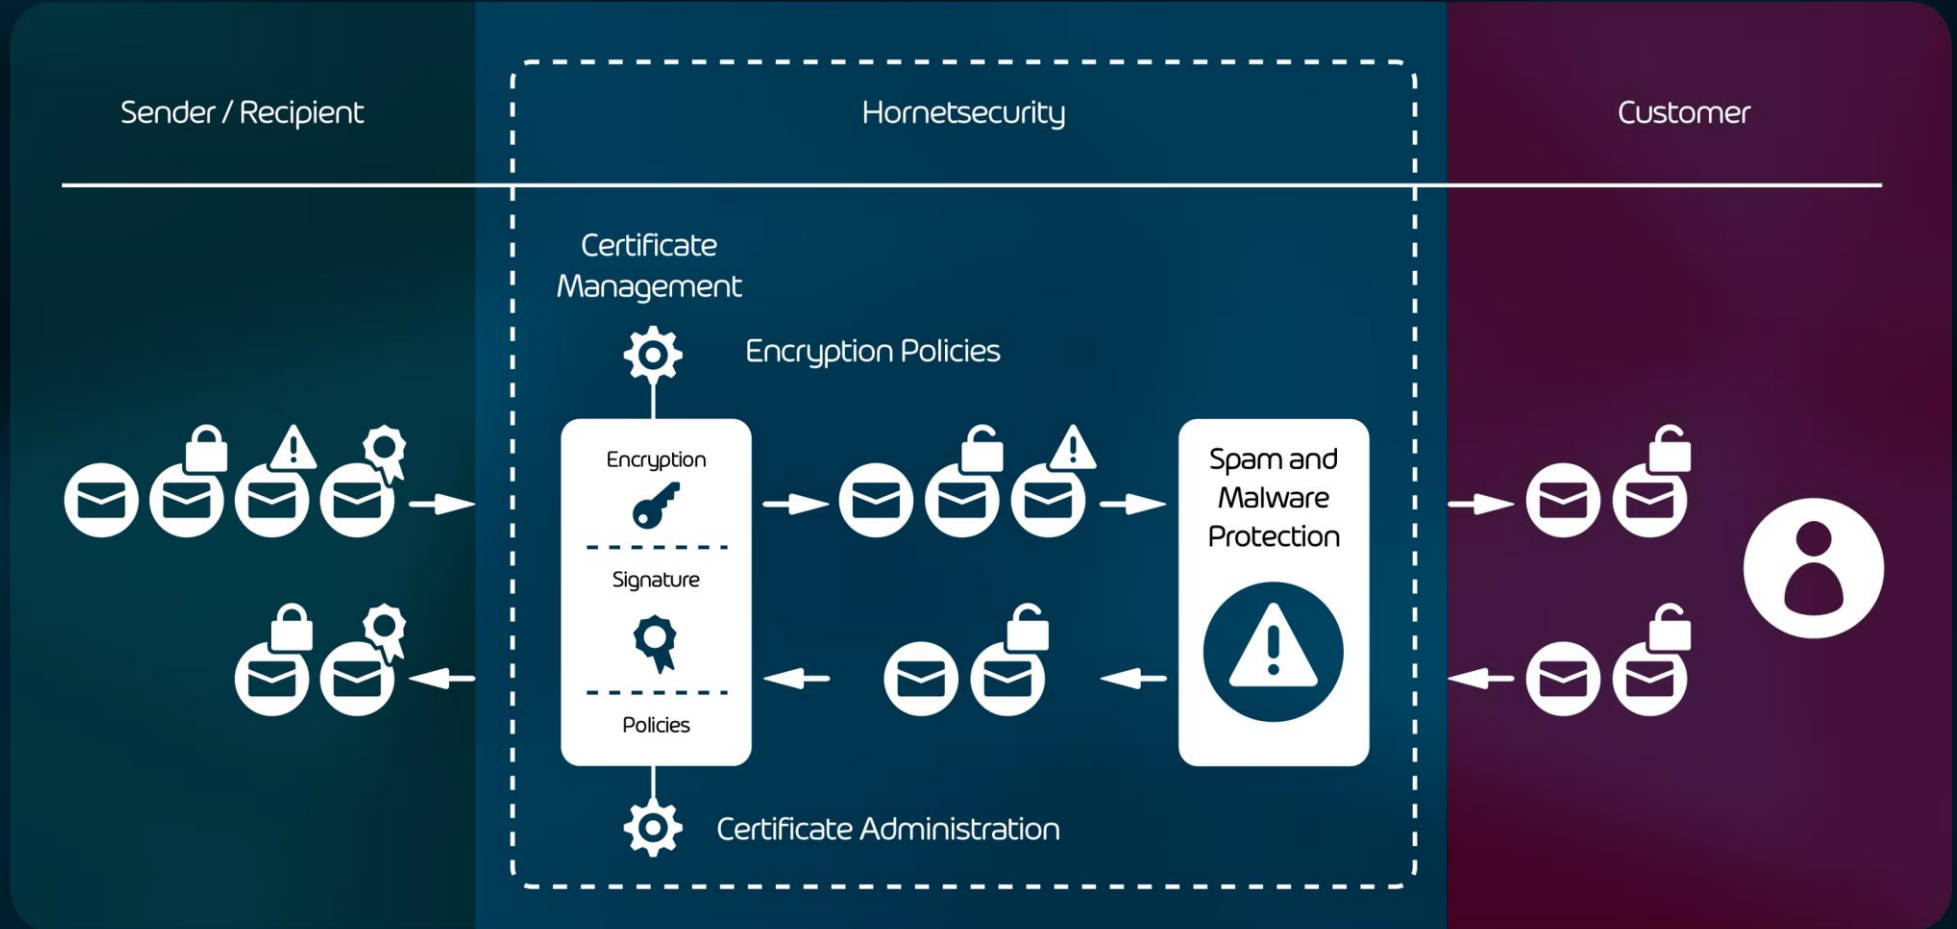 Sender / Recipient
Hornetsecurity
Customer
Certificate
Management
Encryption Policies
Encryption
Signature
Policies
Spam and
Malware
Protection
Certificate Administration